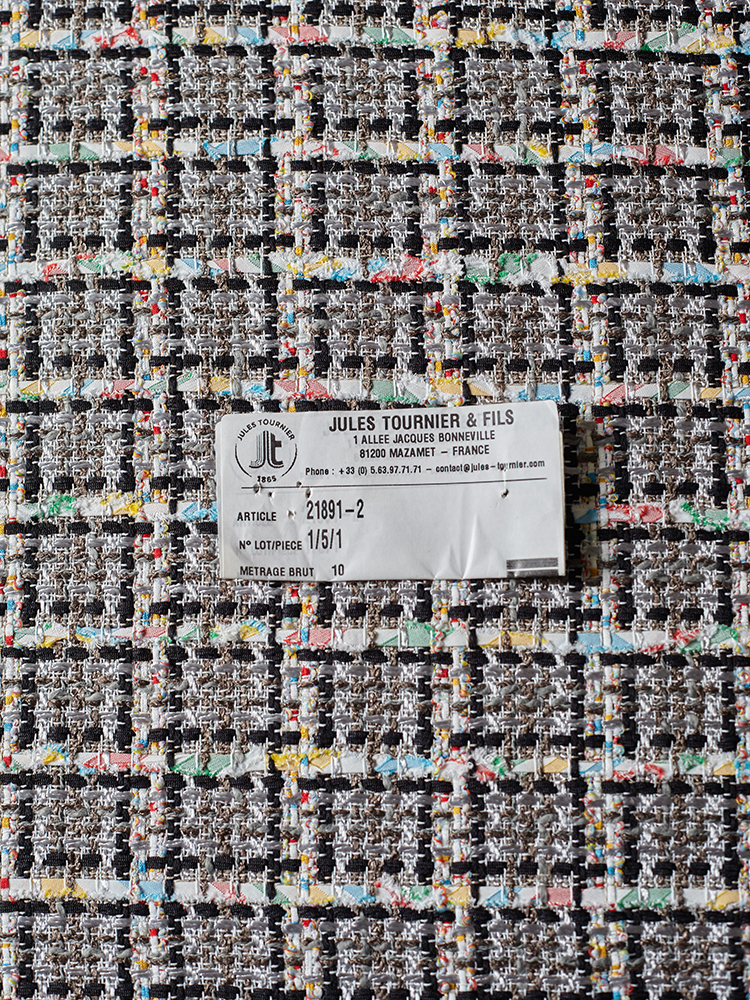 JULES TOURNIER
Jt
1865
JULES TOURNIER & FILS
1 ALLEE JACQUES BONNEVILLE
81200 MAZAMET – FRANCE
Phone : +33 (0) 5.63.97.71.71 – contact@jules-tournier.com
ARTICLE 21891-2
Nº LOT/PIECE 1/5/1
METRAGE BRUT 10